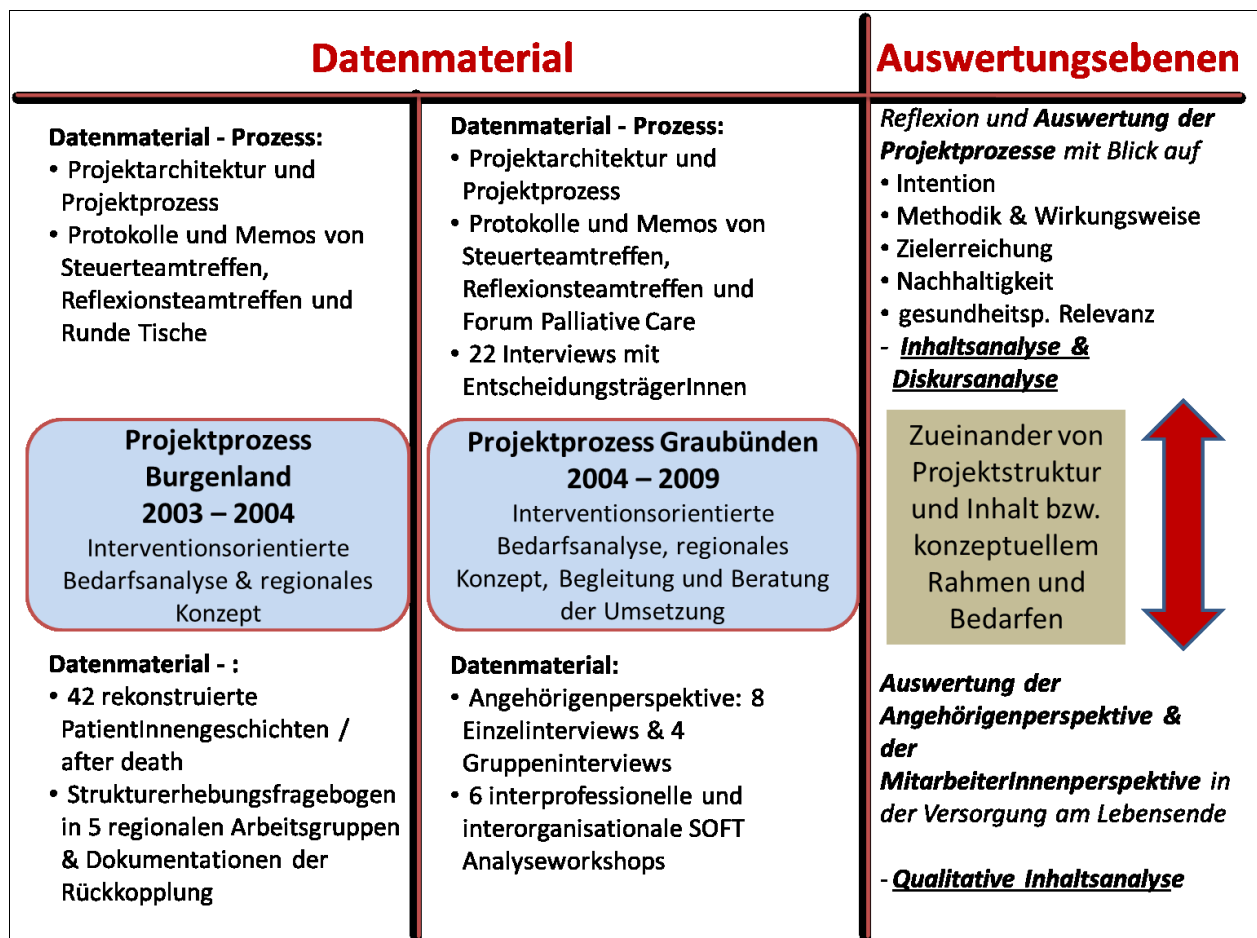 Datenmaterial
Auswertungsebenen
Datenmaterial - Prozess:
• Projektarchitektur und
Projektprozess
• Protokolle und Memos von
Steuerteamtreffen,
Reflexionsteamtreffen und
Runde Tische
Projektprozess
Burgenland
2003 – 2004
Interventionsorientierte
Bedarfsanalyse & regionales
Konzept
Datenmaterial - :
• 42 rekonstruierte
PatientInnengeschichten /
after death
• Strukturerhebungsfragebogen
in 5 regionalen Arbeitsgruppen
& Dokumentationen der
Rückkopplung
Datenmaterial - Prozess:
• Projektarchitektur und
Projektprozess
• Protokolle und Memos von
Steuerteamtreffen,
Reflexionsteamtreffen und
Forum Palliative Care
• 22 Interviews mit
EntscheidungsträgerInnen
Projektprozess Graubünden
2004 – 2009
Interventionsorientierte
Bedarfsanalyse, regionales
Konzept, Begleitung und Beratung
der Umsetzung
Datenmaterial:
• Angehörigenperspektive: 8
Einzelinterviews & 4
Gruppeninterviews
• 6 interprofessionelle und
interorganisationale SOFT
Analyseworkshops
Reflexion und Auswertung der
Projektprozesse mit Blick auf
• Intention
• Methodik & Wirkungsweise
• Zielerreichung
• Nachhaltigkeit
• gesundheitsp. Relevanz
- Inhaltsanalyse &
Diskursanalyse
Zueinander von
Projektstruktur
und Inhalt bzw.
konzeptuellem
Rahmen und
Bedarfen
Auswertung der
Angehörigenperspektive &
der
MitarbeiterInnenperspektive in
der Versorgung am Lebensende
- Qualitative Inhaltsanalyse